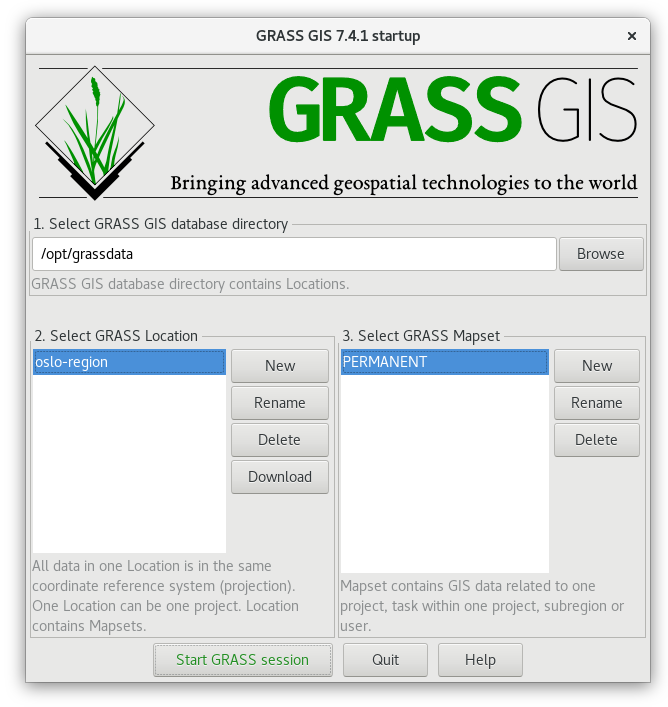 GRASS GIS 7.4.1 startup
×
GRASS GIS
Bringing advanced geospatial technologies to the world
1. Select GRASS GIS database directory
/opt/grassdata
Browse
GRASS GIS database directory contains Locations.
2. Select GRASS Location
oslo-region
New
Rename
Delete
Download
All data in one Location is in the same
coordinate reference system (projection).
One Location can be one project. Location
contains Mapsets.
3. Select GRASS Mapset
PERMANENT
New
Rename
Delete
Mapset contains GIS data related to one
project, task within one project, subregion or
user.
Start GRASS session
Quit
Help